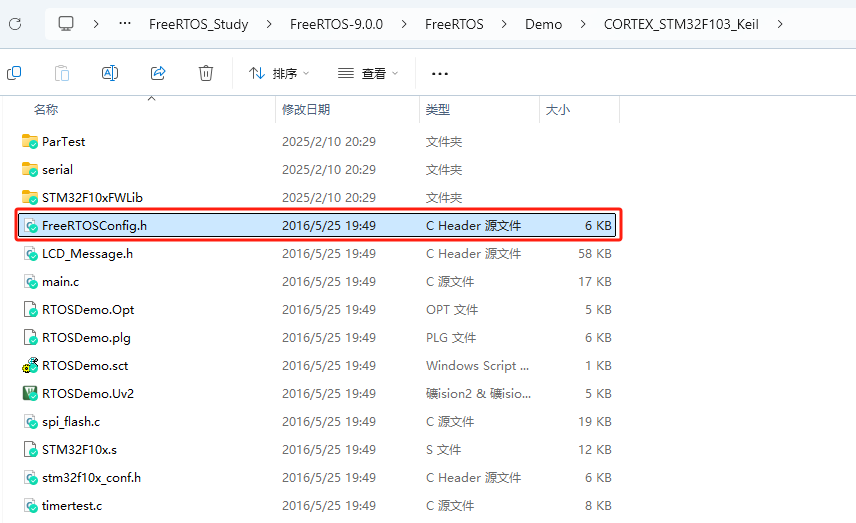 ··· FreeRTOS_Study > FreeRTOS-9.0.0 > FreeRTOS > Demo > CORTEX_STM32F103_Keil >
排序 查看 ···
名称 修改日期 类型 大小
ParTest 2025/2/10 20:29 文件夹
serial 2025/2/10 20:29 文件夹
STM32F10xFWLib 2025/2/10 20:29 文件夹
FreeRTOSConfig.h 2016/5/25 19:49 C Header 源文件 6 KB
LCD_Message.h 2016/5/25 19:49 C Header 源文件 58 KB
main.c 2016/5/25 19:49 C 源文件 17 KB
RTOSDemo.Opt 2016/5/25 19:49 OPT 文件 5 KB
RTOSDemo.plg 2016/5/25 19:49 PLG 文件 6 KB
RTOSDemo.sct 2016/5/25 19:49 Windows Script ... 1 KB
RTOSDemo.Uv2 2016/5/25 19:49 礦ision2 & 礦isio... 5 KB
spi_flash.c 2016/5/25 19:49 C 源文件 19 KB
STM32F10x.s 2016/5/25 19:49 S 文件 12 KB
stm32f10x_conf.h 2016/5/25 19:49 C Header 源文件 6 KB
timertest.c 2016/5/25 19:49 C 源文件 8 KB